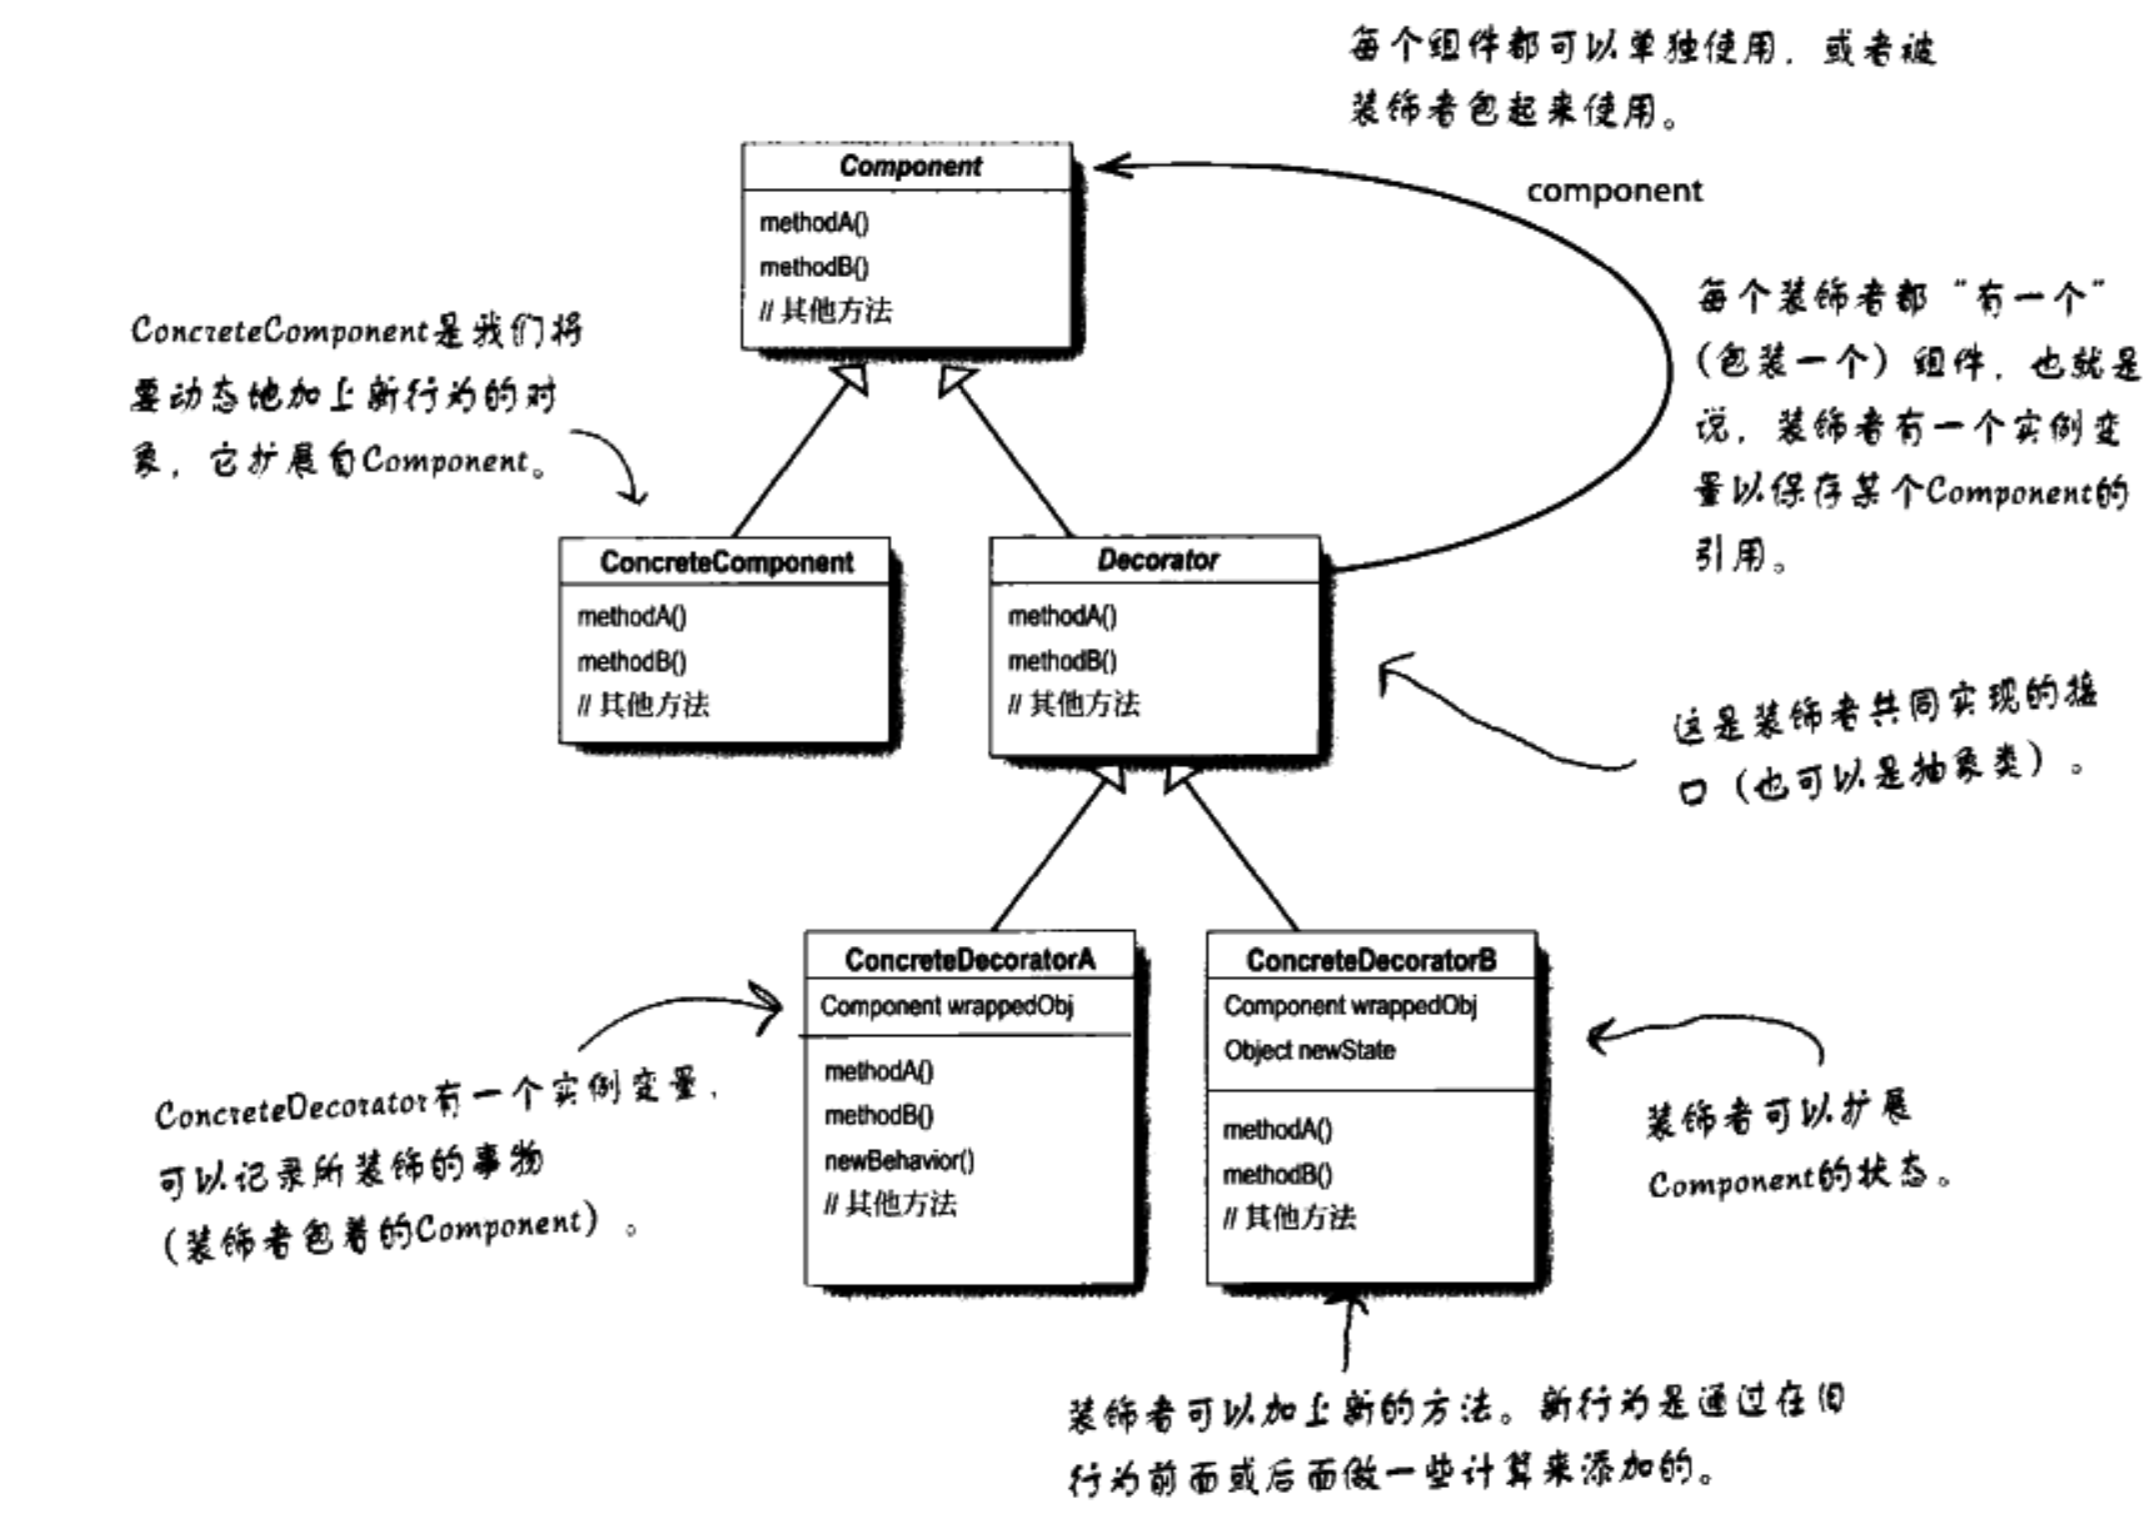 每个组件都可以单独使用，或者被
装饰者包起来使用。
Component
methodA()
methodB()
// 其他方法
component
ConcreteComponent是我们将
要动态地加上新行为的对
象，它扩展自Component。
每个装饰者都“有一个”
（包装一个）组件，也就是
说，装饰者有一个实例变
量以保存某个Component的
引用。
ConcreteComponent
methodA()
methodB()
// 其他方法
Decorator
methodA()
methodB()
// 其他方法
这是装饰者共同实现的接
口（也可以是抽象类）。
ConcreteDecoratorA
Component wrappedObj
methodA()
methodB()
newBehavior()
// 其他方法
ConcreteDecoratorB
Component wrappedObj
Object newState
methodA()
methodB()
// 其他方法
ConcreteDecorator有一个实例变量，
可以记录所装饰的事物
（装饰者包着的Component）。
装饰者可以扩展
Component的状态。
装饰者可以加上新的方法。新行为是通过在旧
行为前面或后面做一些计算来添加的。